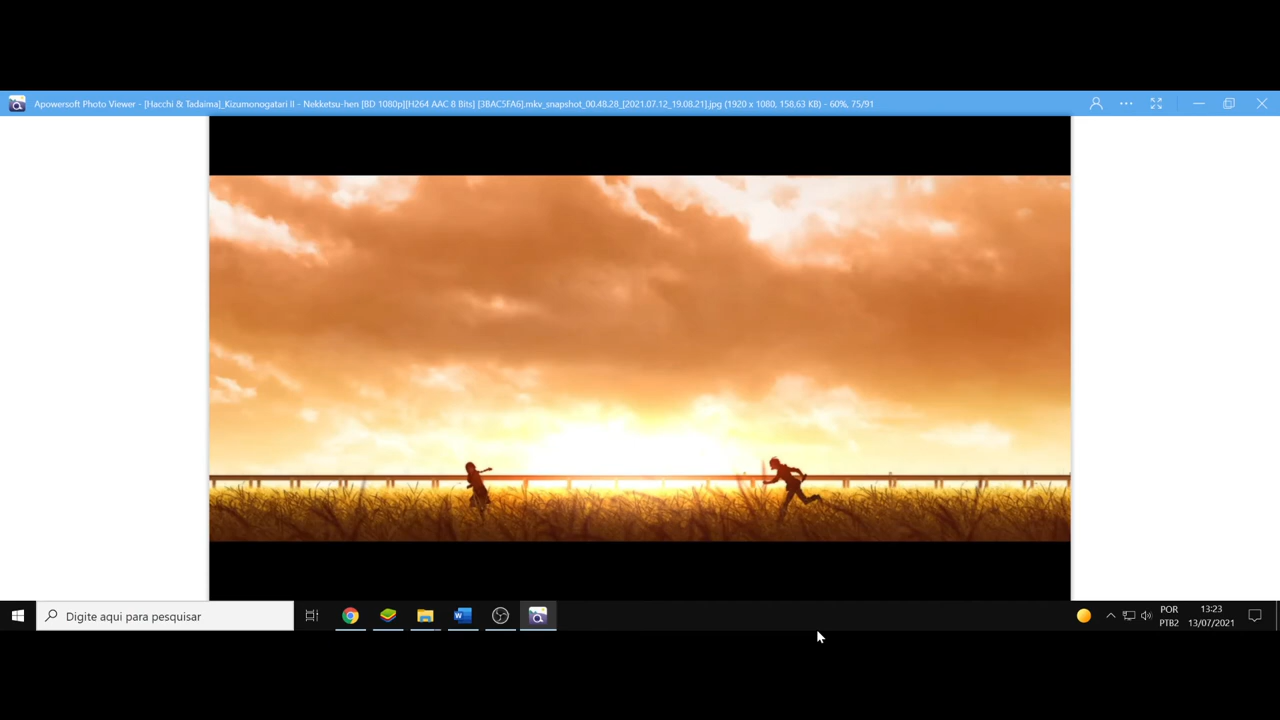 Apowersoft Photo Viewer - [Hacchi & Tadaima]_Kizumonogatari II - Nekketsu-hen [BD 1080p][H264 AAC 8 Bits] [3BAC5FA6].mkv_snapshot_00.48.28_[2021.07.12_19.08.21].jpg (1920 x 1080, 158.63 KB) - 60%, 75/91
Digite aqui para pesquisar
W
POR
PTB2
13:23
13/07/2021